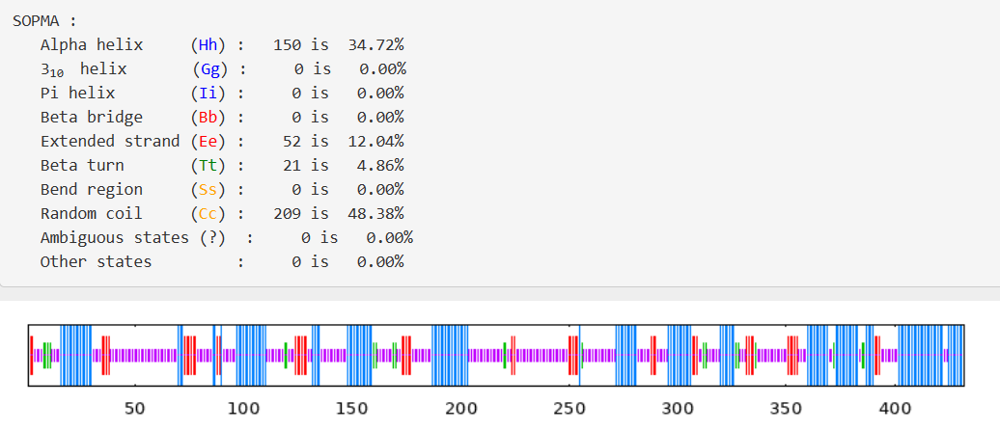 SOPMA :
Alpha helix (Hh) : 150 is 34.72%
3₁₀ helix (Gg) : 0 is 0.00%
Pi helix (Ii) : 0 is 0.00%
Beta bridge (Bb) : 0 is 0.00%
Extended strand (Ee) : 52 is 12.04%
Beta turn (Tt) : 21 is 4.86%
Bend region (Ss) : 0 is 0.00%
Random coil (Cc) : 209 is 48.38%
Ambiguous states (?) : 0 is 0.00%
Other states : 0 is 0.00%
50 100 150 200 250 300 350 400